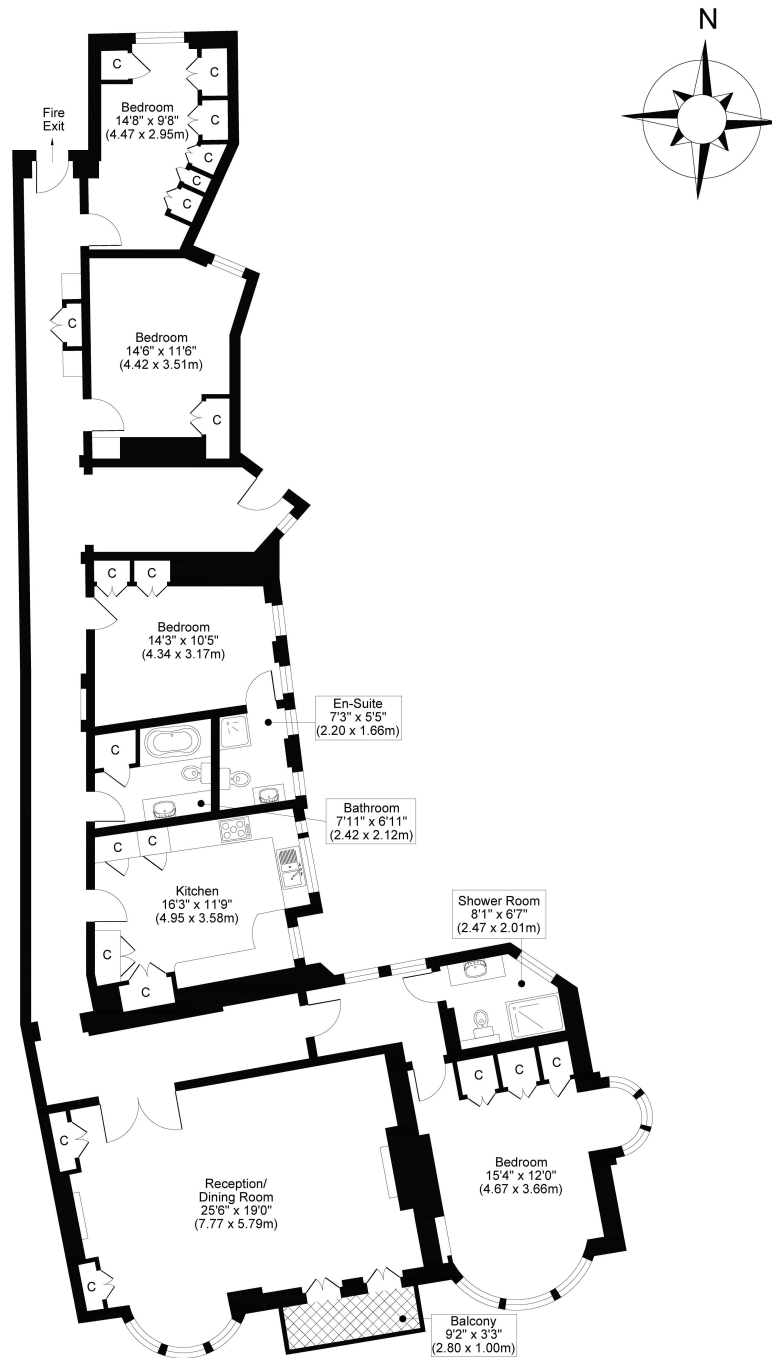 N
C
C
Fire
Exit
Bedroom
14'8" x 9'8"
(4.47 x 2.95m)
C
C
C
C
C
Bedroom
14'6" x 11'6"
(4.42 x 3.51m)
C
C
C
Bedroom
14'3" x 10'5"
(4.34 x 3.17m)
En-Suite
7'3" x 5'5"
(2.20 x 1.66m)
C
Bathroom
7'11" x 6'11"
(2.42 x 2.12m)
C
C
Kitchen
16'3" x 11'9"
(4.95 x 3.58m)
Shower Room
8'1" x 6'7"
(2.47 x 2.01m)
C
C
C
C
C
C
Bedroom
15'4" x 12'0"
(4.67 x 3.66m)
Reception/
Dining Room
25'6" x 19'0"
(7.77 x 5.79m)
C
Balcony
9'2" x 3'3"
(2.80 x 1.00m)